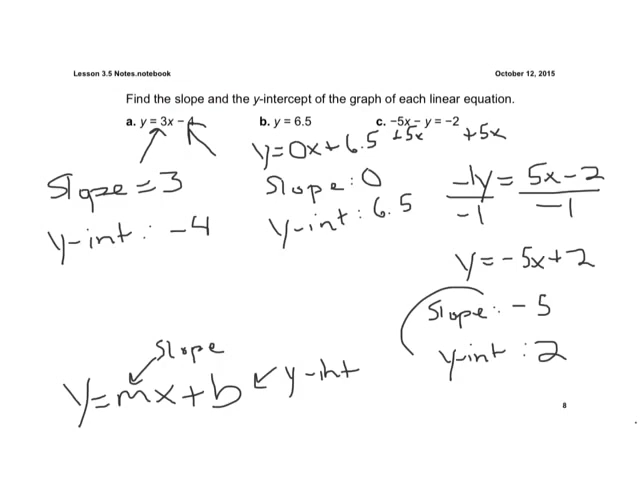 Lesson 3.5 Notes.notebook
October 12, 2015
Find the slope and the y-intercept of the graph of each linear equation.
a. y = 3x − 4
b. y = 6.5
c. −5x − y = −2
+5x +5x
Slope = 3
y-int : -4
y=0x+6.5
Slope: 0
y-int: 6.5
-1y = 5x-2
-1 -1
y=-5x+2
Slope: -5
y-int : 2
Slope
y=mx+b y-int
8